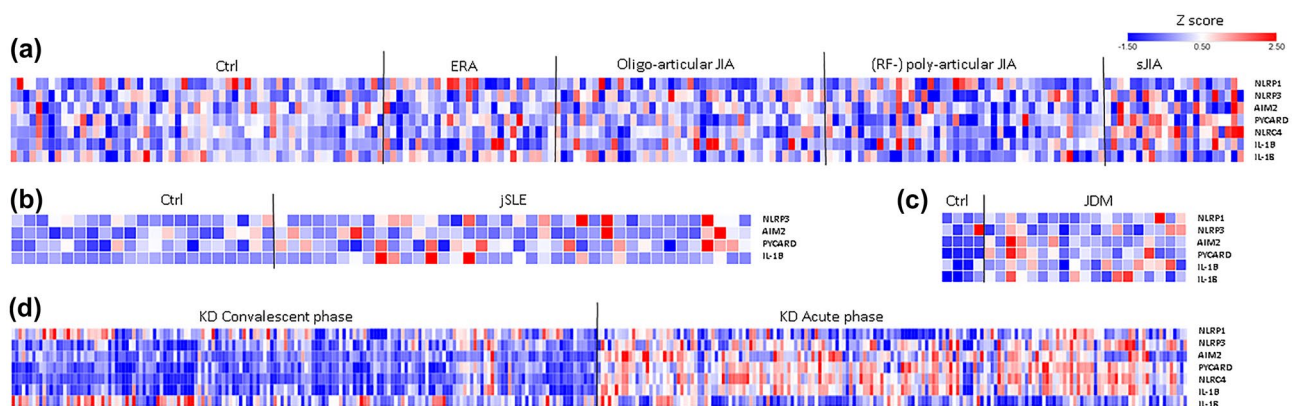 Z score
-1.50 0.50 2.50
(a)
Ctrl ERA Oligo-articular JIA (RF-) poly-articular JIA sJIA
NLRP1
NLRP3
AIM2
PYCARD
NLRC4
IL-1B
IL-18
(b)
Ctrl jSLE
NLRP3
AIM2
PYCARD
IL-1B
(c)
Ctrl JDM
NLRP1
NLRP3
AIM2
PYCARD
IL-1B
IL-18
(d)
KD Convalescent phase KD Acute phase
NLRP1
NLRP3
AIM2
PYCARD
NLRC4
IL-1B
IL-18